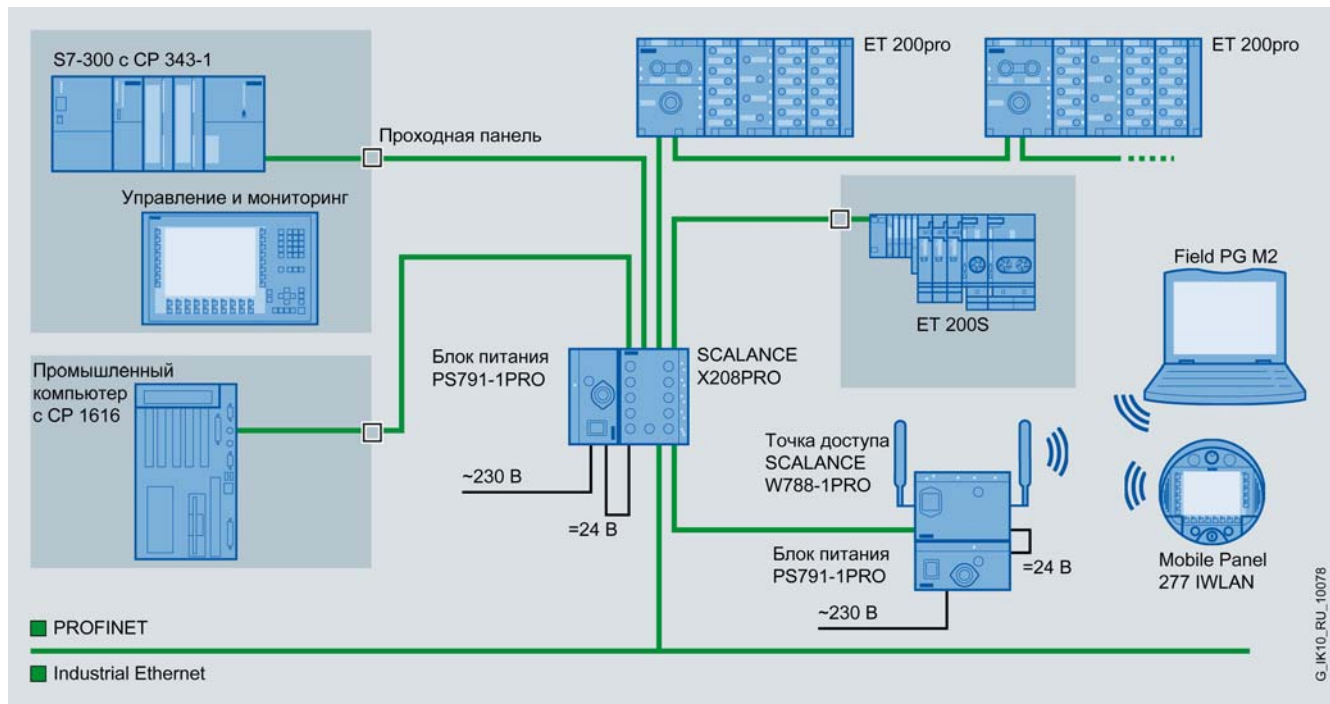 S7-300 с CP 343-1
Управление и мониторинг
Проходная панель
ET 200pro
ET 200pro
Промышленный
компьютер
с CP 1616
Блок питания
PS791-1PRO
SCALANCE
X208PRO
ET 200S
Field PG M2
~230 В
=24 В
Точка доступа
SCALANCE
W788-1PRO
Блок питания
PS791-1PRO
=24 В
~230 В
Mobile Panel
277 IWLAN
PROFINET
Industrial Ethernet
G_IK10_RU_10078